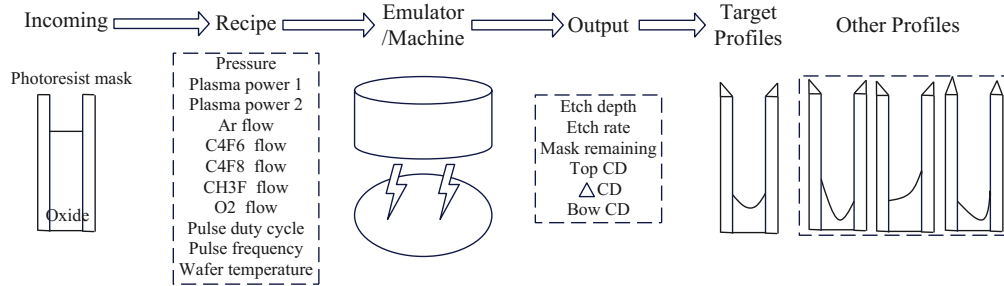 Incoming
Recipe
Emulator
/Machine
Output
Target
Profiles
Other Profiles
Photoresist mask
Oxide
Pressure
Plasma power 1
Plasma power 2
Ar flow
C4F6 flow
C4F8 flow
CH3F flow
O2 flow
Pulse duty cycle
Pulse frequency
Wafer temperature
Etch depth
Etch rate
Mask remaining
Top CD
△CD
Bow CD